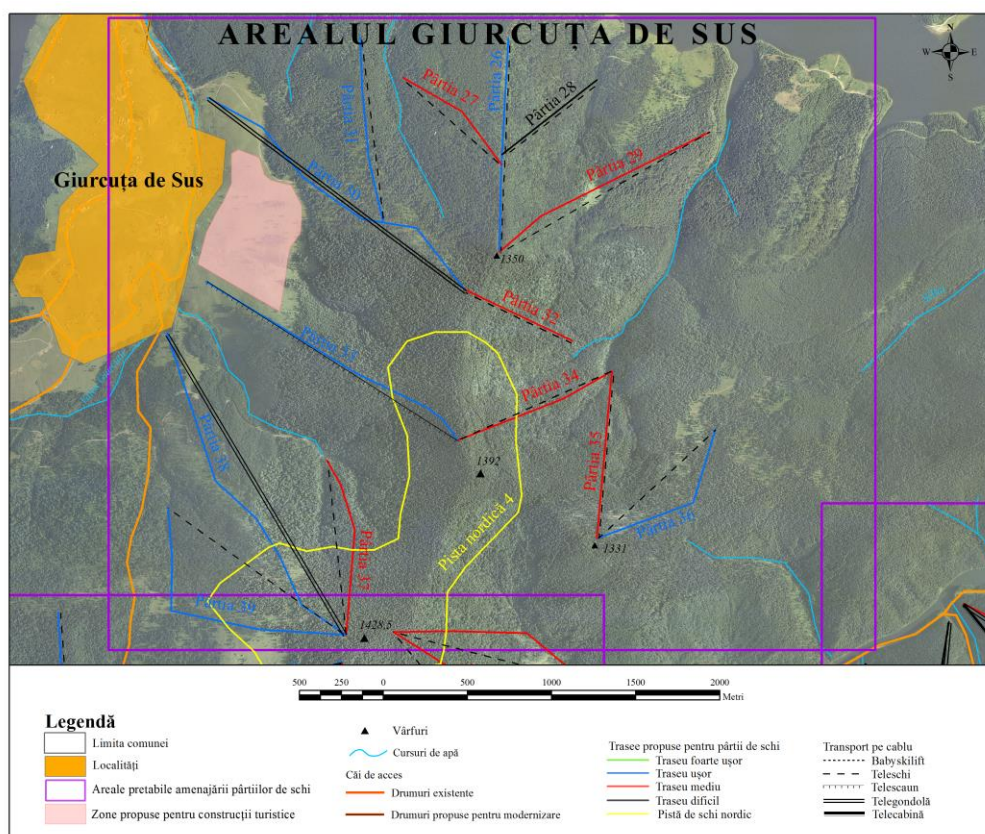 AREALUL GIURCUȚA DE SUS
N
W E
S
Pârtia 26
Pârtia 27
Pârtia 28
Pârtia 31
Pârtia 29
Pârtia 30
Giurcuța de Sus
1350
Pârtia 32
Pârtia 33
Pârtia 34
1392
Pârtia 35
Pârtia 38
Pista nordică 4
Pârtia 36
1331
Pârtia 37
Pârtia 39
1428,5
500 250 0 500 1000 1500 2000
Metri
Legendă
Limita comunei
Localități
Areale pretabile amenajării pârtiilor de schi
Zone propuse pentru construcții turistice
Vârfuri
Cursuri de apă
Căi de acces
Drumuri existente
Drumuri propuse pentru modernizare
Trasee propuse pentru pârtii de schi
Traseu foarte ușor
Traseu ușor
Traseu mediu
Traseu dificil
Pistă de schi nordic
Transport pe cablu
Babyskilift
Teleschi
Telescaun
Telegondolă
Telecabină